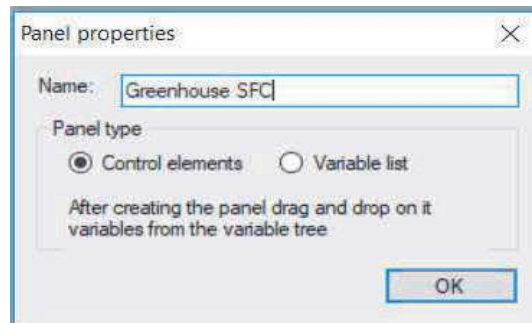 Panel properties
Name: Greenhouse SFC
Panel type
Control elements Variable list
After creating the panel drag and drop on it
variables from the variable tree
OK